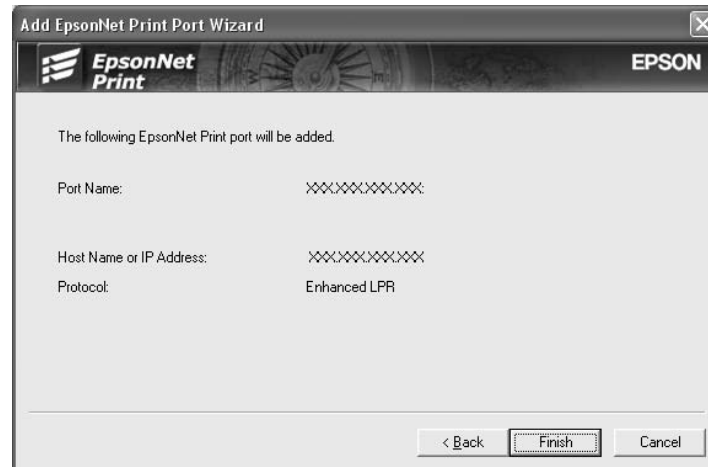 Add EpsonNet Print Port Wizard
EpsonNet
Print
EPSON
The following EpsonNet Print port will be added.
Port Name: XXX.XXX.XXX.XXX:
Host Name or IP Address: XXX.XXX.XXX.XXX
Protocol: Enhanced LPR
< Back Finish Cancel